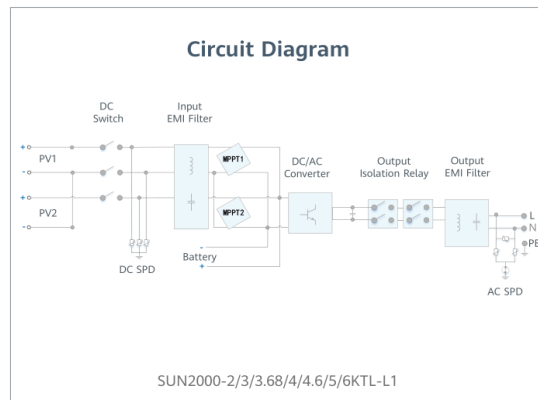 Circuit Diagram
DC
Switch
Input
EMI Filter
MPPT1
DC/AC
Converter
Output
Isolation Relay
Output
EMI Filter
+
PV1
-
+
PV2
-
MPPT2
DC SPD
-
Battery
+
L
N
PE
AC SPD
SUN2000-2/3/3.68/4/4.6/5/6KTL-L1